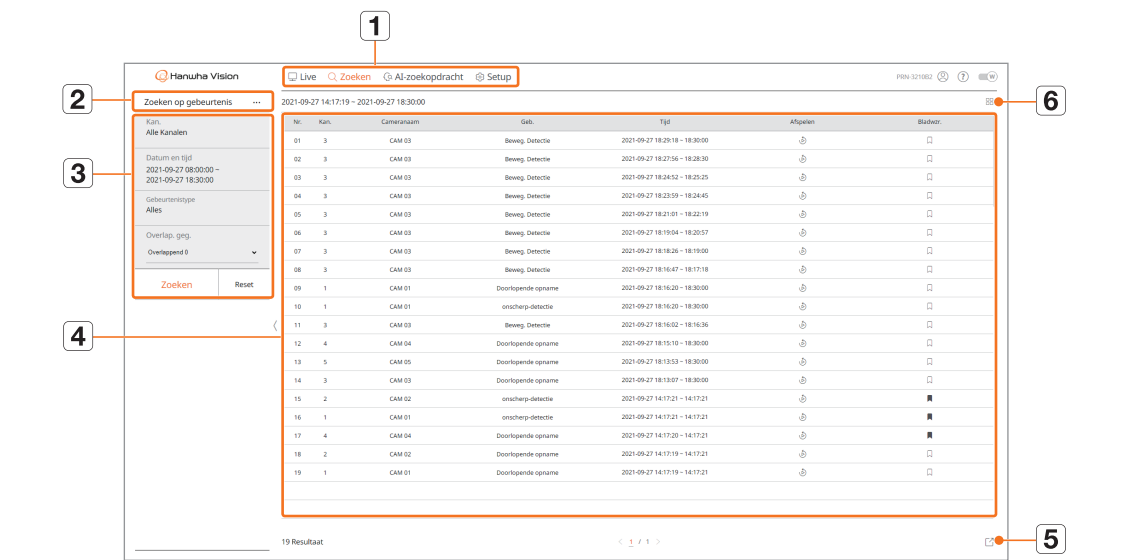 1
Hanwha Vision
Live Zoeken AI-zoekopdracht Setup
PRN-3210B2 ? W
2
Zoeken op gebeurtenis ...
2021-09-27 14:17:19 ~ 2021-09-27 18:30:00
6
3
Kan.
Alle Kanalen
Datum en tijd
2021-09-27 08:00:00 ~
2021-09-27 18:30:00
Gebeurtenistype
Alles
Overlap. geg.
Overlappend 0
Zoeken Reset
4
Nr. Kan. Cameranaam Geb. Tijd Afspelen Bladwzr.
01 3 CAM 03 Beweg. Detectie 2021-09-27 18:29:18 ~ 18:30:00
02 3 CAM 03 Beweg. Detectie 2021-09-27 18:27:56 ~ 18:28:30
03 3 CAM 03 Beweg. Detectie 2021-09-27 18:24:52 ~ 18:25:25
04 3 CAM 03 Beweg. Detectie 2021-09-27 18:23:59 ~ 18:24:45
05 3 CAM 03 Beweg. Detectie 2021-09-27 18:21:01 ~ 18:22:19
06 3 CAM 03 Beweg. Detectie 2021-09-27 18:19:04 ~ 18:20:57
07 3 CAM 03 Beweg. Detectie 2021-09-27 18:18:26 ~ 18:19:00
08 3 CAM 03 Beweg. Detectie 2021-09-27 18:16:47 ~ 18:17:18
09 1 CAM 01 Doorlopende opname 2021-09-27 18:16:20 ~ 18:30:00
10 1 CAM 01 onscherp-detectie 2021-09-27 18:16:20 ~ 18:30:00
11 3 CAM 03 Beweg. Detectie 2021-09-27 18:16:02 ~ 18:16:36
12 4 CAM 04 Doorlopende opname 2021-09-27 18:15:10 ~ 18:30:00
13 5 CAM 05 Doorlopende opname 2021-09-27 18:13:53 ~ 18:30:00
14 3 CAM 03 Doorlopende opname 2021-09-27 18:13:07 ~ 18:30:00
15 2 CAM 02 onscherp-detectie 2021-09-27 14:17:21 ~ 14:17:21
16 1 CAM 01 onscherp-detectie 2021-09-27 14:17:21 ~ 14:17:21
17 4 CAM 04 Doorlopende opname 2021-09-27 14:17:20 ~ 14:17:21
18 2 CAM 02 Doorlopende opname 2021-09-27 14:17:19 ~ 14:17:21
19 1 CAM 01 Doorlopende opname 2021-09-27 14:17:19 ~ 14:17:21
19 Resultaat
< 1 / 1 >
5